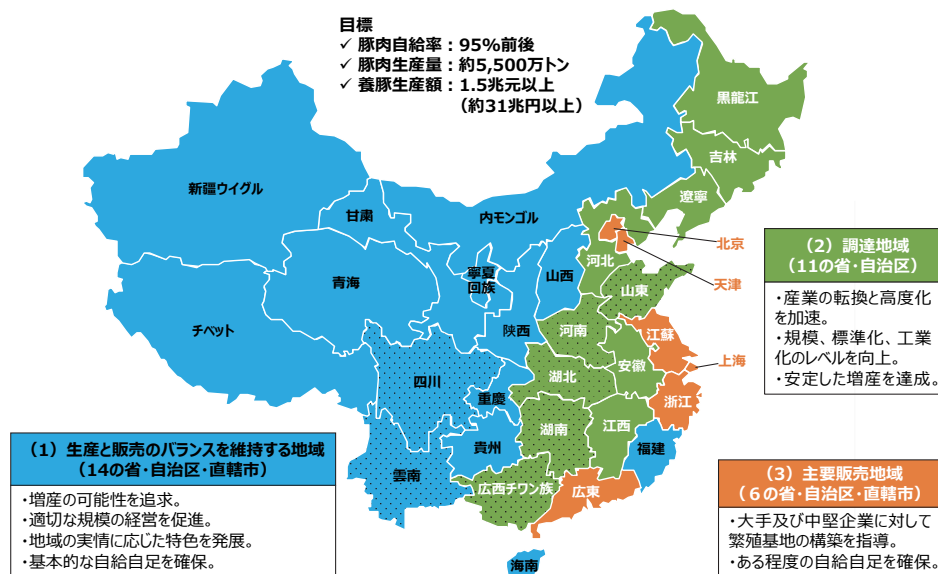 目標
✓ 豚肉自給率：95%前後
✓ 豚肉生産量：約5,500万トン
✓ 養豚生産額：1.5兆元以上
（約31兆円以上）
黒龍江
吉林
遼寧
新疆ウイグル
甘粛
内モンゴル
北京
天津
河北
青海
寧夏
回族
山西
山東
チベット
陕西
河南
江蘇
上海
安徽
四川
湖北
重慶
浙江
湖南
江西
貴州
福建
雲南
広西チワン族
広東
海南
（1）生産と販売のバランスを維持する地域
（14の省・自治区・直轄市）
・増産の可能性を追求。
・適切な規模の経営を促進。
・地域の実情に応じた特色を発展。
・基本的な自給自足を確保。
（2）調達地域
（11の省・自治区）
・産業の転換と高度化
を加速。
・規模、標準化、工業
化のレベルを向上。
・安定した増産を達成。
（3）主要販売地域
（６の省・自治区・直轄市）
・大手及び中堅企業に対して
繁殖基地の構築を指導。
・ある程度の自給自足を確保。